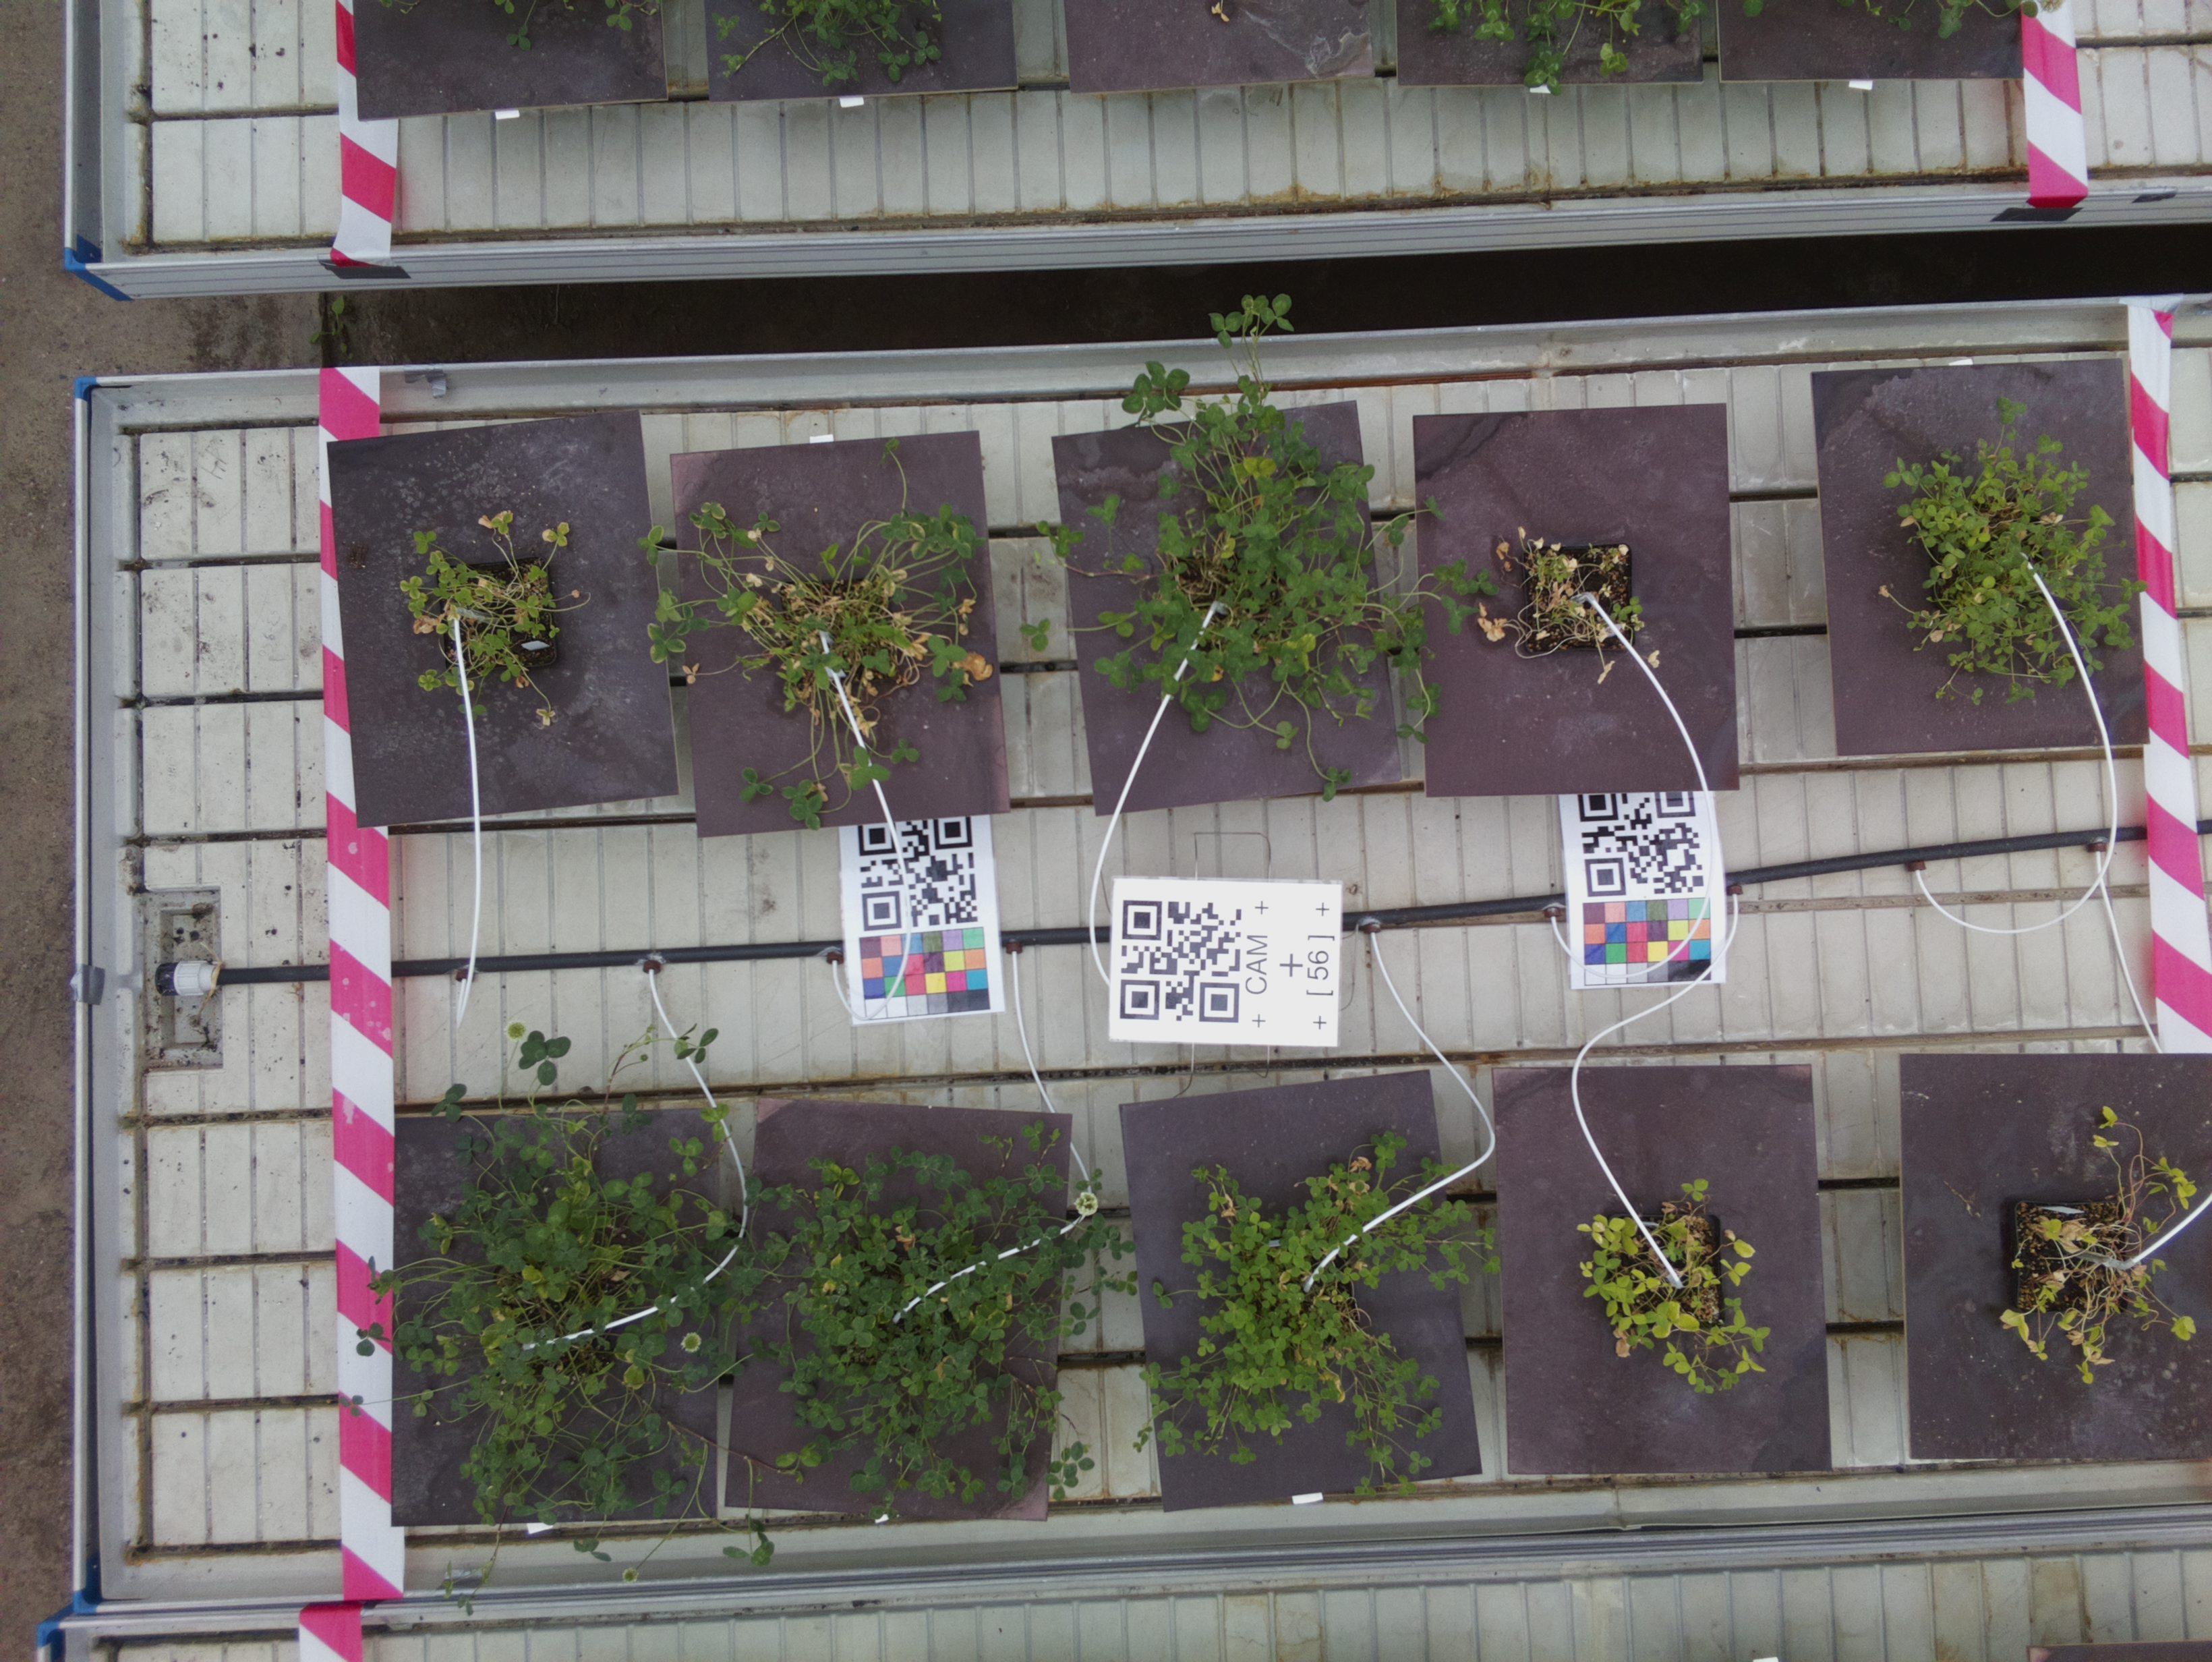 + CAM +
+
+ [ 56 ] +